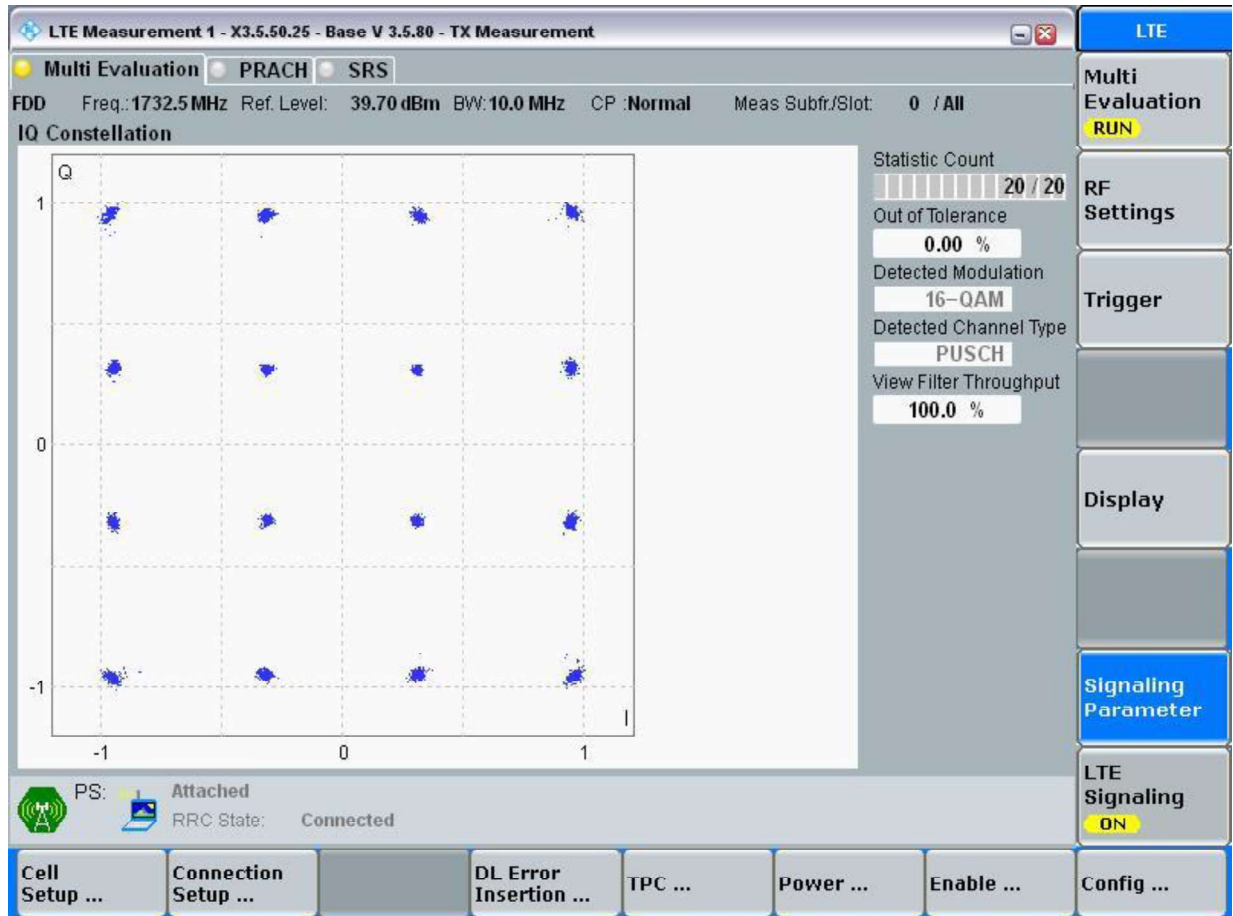 LTE Measurement 1 - X3.5.50.25 - Base V 3.5.80 - TX Measurement
LTE
Multi Evaluation PRACH SRS
FDD Freq.: 1732.5 MHz Ref. Level: 39.70 dBm BW: 10.0 MHz CP :Normal Meas Subfr./Slot: 0 / All
IQ Constellation
Q
1
0
-1
-1 0 1
I
Statistic Count
20 / 20
Out of Tolerance
0.00 %
Detected Modulation
16-QAM
Detected Channel Type
PUSCH
View Filter Throughput
100.0 %
Multi
Evaluation
RUN
RF
Settings
Trigger
Display
Signaling
Parameter
LTE
Signaling
ON
PS: Attached
RRC State: Connected
Cell
Setup ...
Connection
Setup ...
DL Error
Insertion ...
TPC ...
Power ...
Enable ...
Config ...